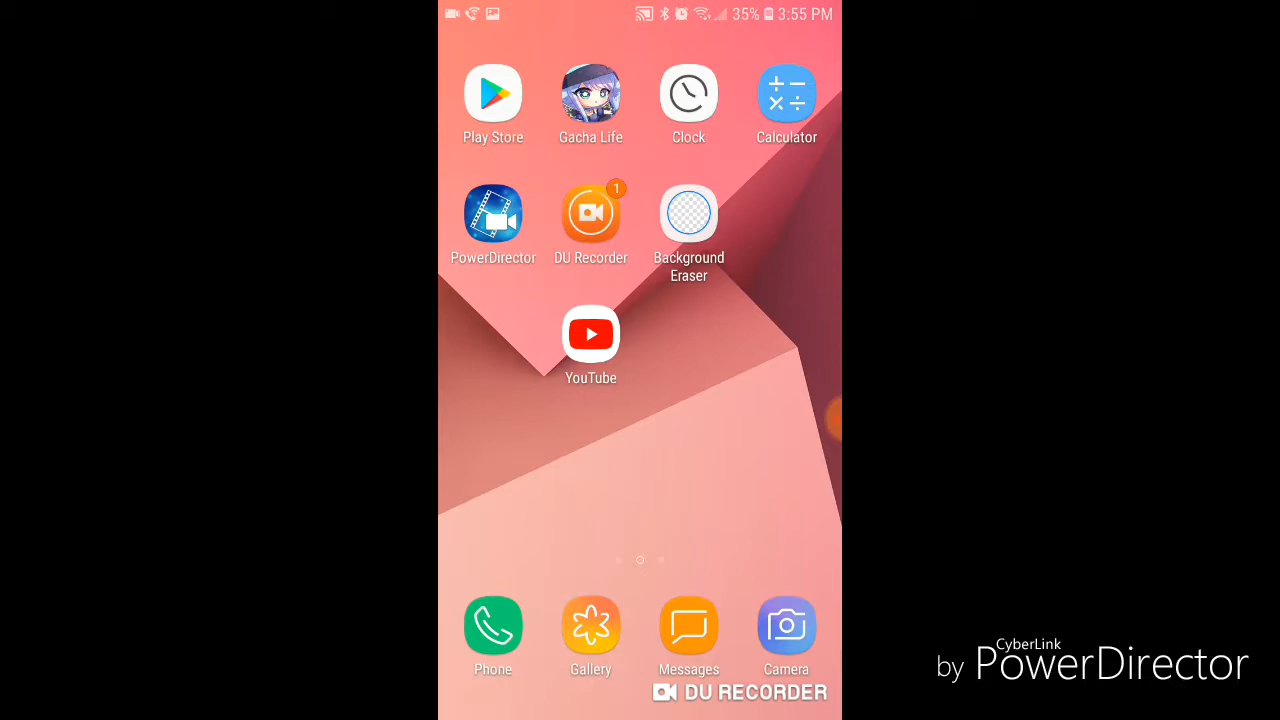 35% 3:55 PM
Play Store Gacha Life Clock Calculator
1
PowerDirector DU Recorder Background Eraser
YouTube
Phone Gallery Messages Camera
DU RECORDER
CyberLink
by PowerDirector